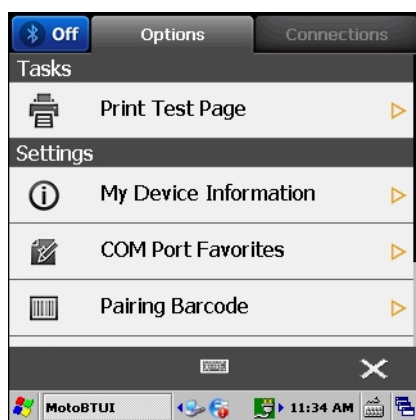 Off Options Connections
Tasks
Print Test Page
Settings
My Device Information
COM Port Favorites
Pairing Barcode
MotoBTUI 11:34 AM